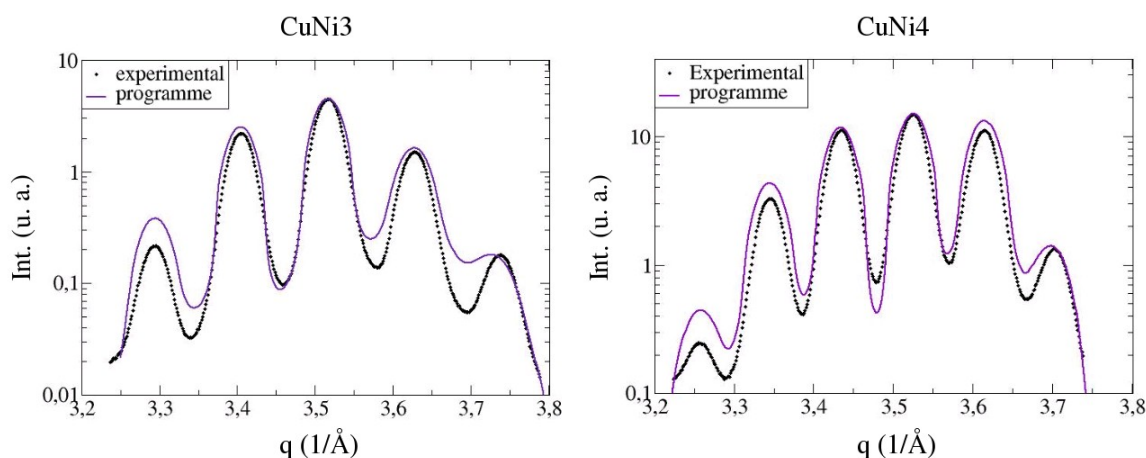 CuNi3
experimental
programme
10
1
0.1
0,01
Int. (u. a.)
3,2 3,3 3,4 3,5 3,6 3,7 3,8
q (1/Å)
CuNi4
Experimental
programme
10
1
0.1
Int. (u. a.)
3,2 3,3 3,4 3,5 3,6 3,7 3,8
q (1/Å)